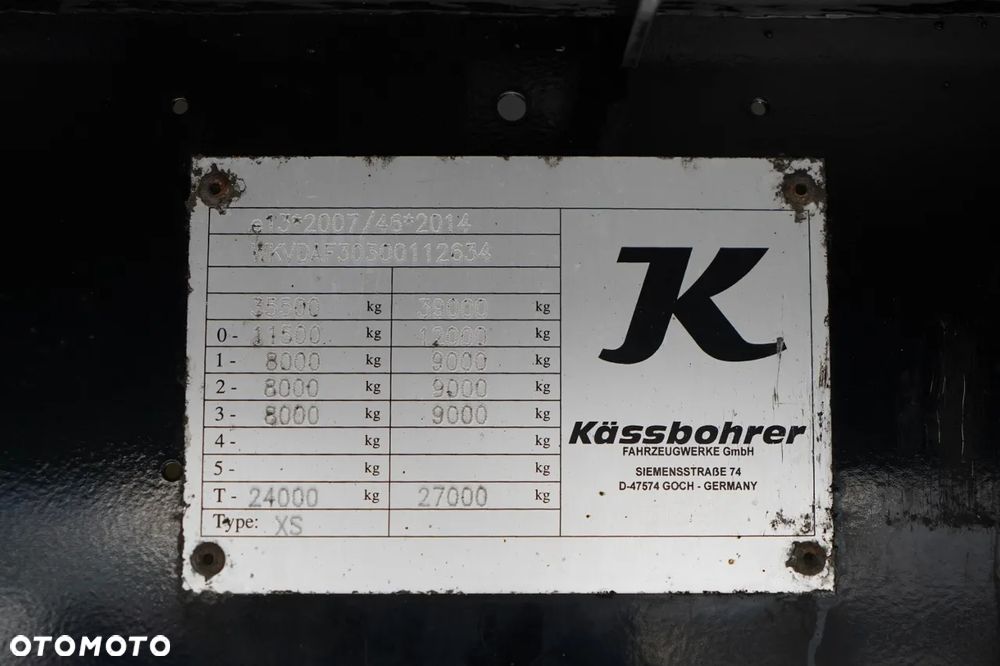 e13*2007/46*2014
WKVDAF30300112634
35500 kg 39000 kg
0 - 11500 kg 12000 kg
1 - 8000 kg 9000 kg
2 - 8000 kg 9000 kg
3 - 8000 kg 9000 kg
4 - kg kg
5 - kg kg
T - 24000 kg 27000 kg
Type: XS
K
Kässbohrer
FAHRZEUGWERKE GmbH
SIEMENSSTRAßE 74
D-47574 GOCH - GERMANY
OTOMOTO